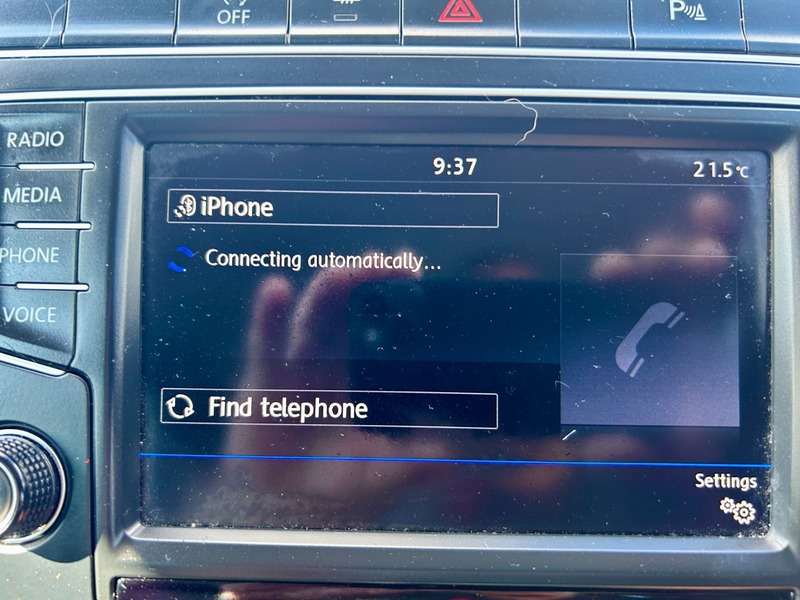 OFF
P
RADIO
MEDIA
PHONE
VOICE
9:37
21.5°C
iPhone
Connecting automatically...
Find telephone
Settings